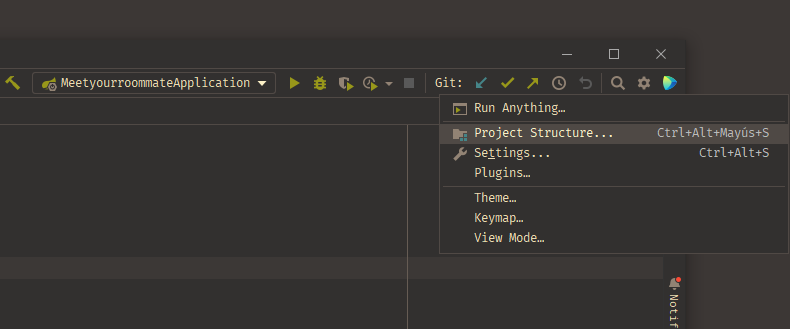 MeetyourroommateApplication
Git:
Run Anything…
Project Structure... Ctrl+Alt+Mayús+S
Settings... Ctrl+Alt+S
Plugins…
Theme…
Keymap…
View Mode…
Notif